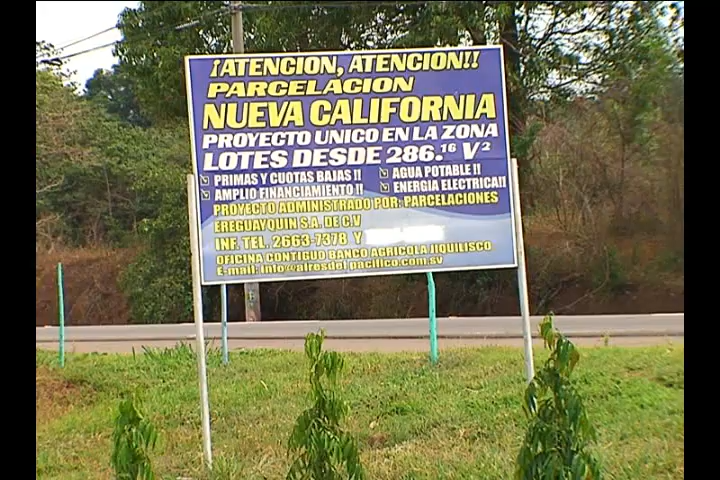 ¡ATENCION, ATENCION!!
PARCELACION
NUEVA CALIFORNIA
PROYECTO UNICO EN LA ZONA
LOTES DESDE 286.16 V2
PRIMAS Y CUOTAS BAJAS !! AGUA POTABLE !!
AMPLIO FINANCIAMIENTO !! ENERGIA ELECTRICA!!
PROYECTO ADMINISTRADO POR: PARCELACIONES
EREGUAYQUIN S.A. DE C V
INF. TEL. 2663-7378 Y
OFICINA CONTIGUO BANCO AGRICOLA JIQUILISCO
E-mail: info@airesdel pacifico.com.sv